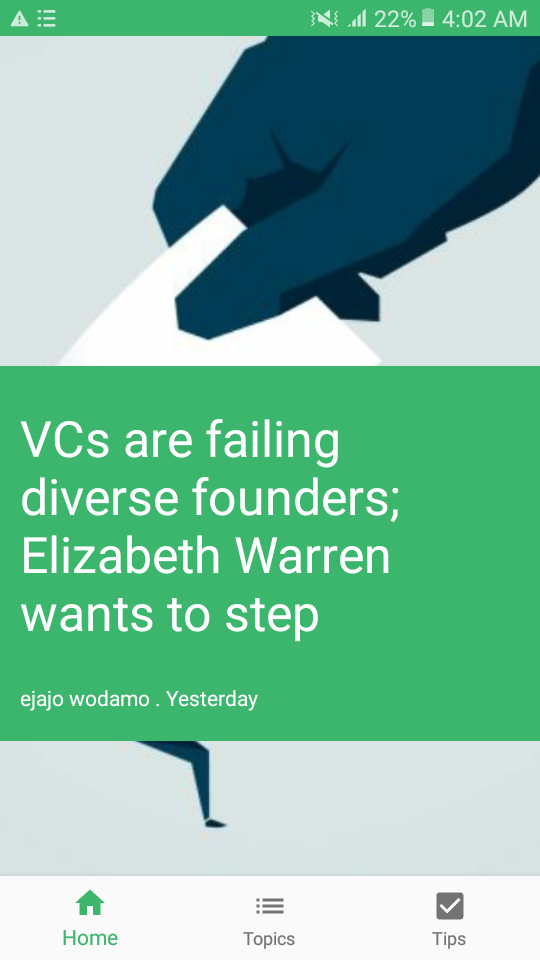 22% 4:02 AM
VCs are failing
diverse founders;
Elizabeth Warren
wants to step
ejajo wodamo . Yesterday
Home Topics Tips